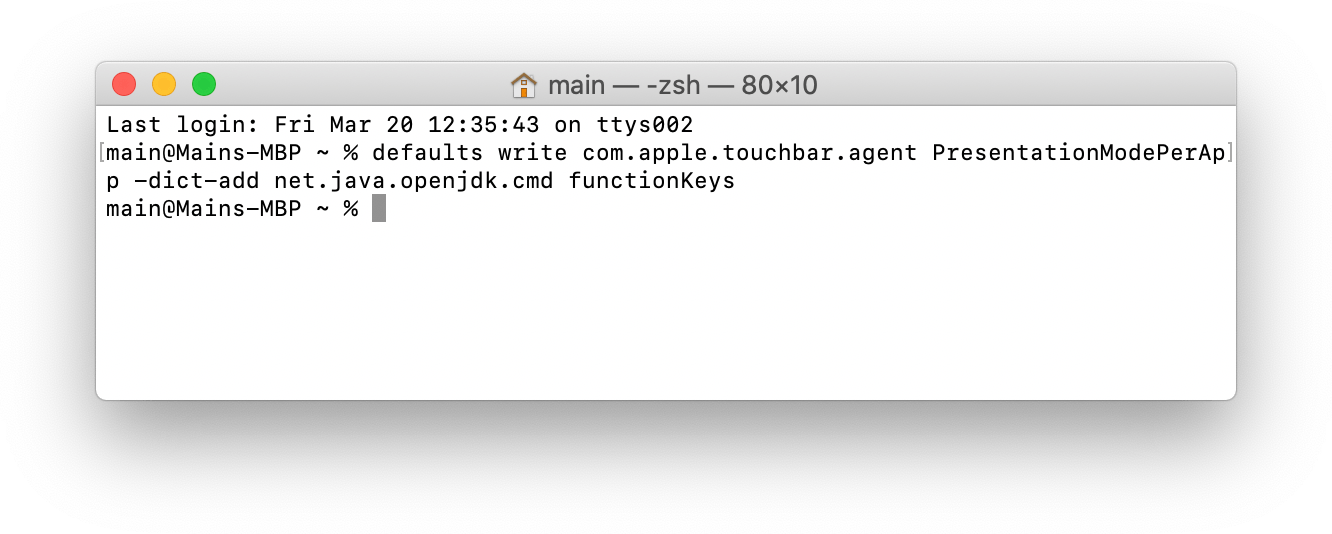 main — -zsh — 80×10
Last login: Fri Mar 20 12:35:43 on ttys002
[main@Mains-MBP ~ % defaults write com.apple.touchbar.agent PresentationModePerAp]
p -dict-add net.java.openjdk.cmd functionKeys
main@Mains-MBP ~ %